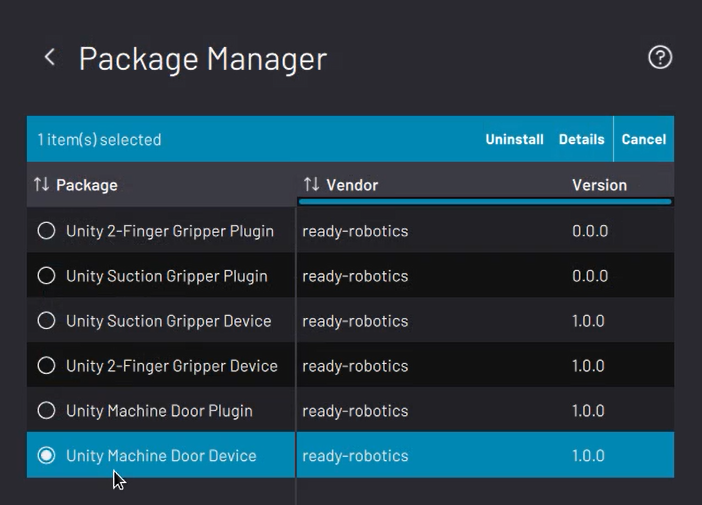 Package Manager
1 item(s) selected Uninstall Details Cancel
Package Vendor Version
Unity 2-Finger Gripper Plugin ready-robotics 0.0.0
Unity Suction Gripper Plugin ready-robotics 0.0.0
Unity Suction Gripper Device ready-robotics 1.0.0
Unity 2-Finger Gripper Device ready-robotics 1.0.0
Unity Machine Door Plugin ready-robotics 1.0.0
Unity Machine Door Device ready-robotics 1.0.0